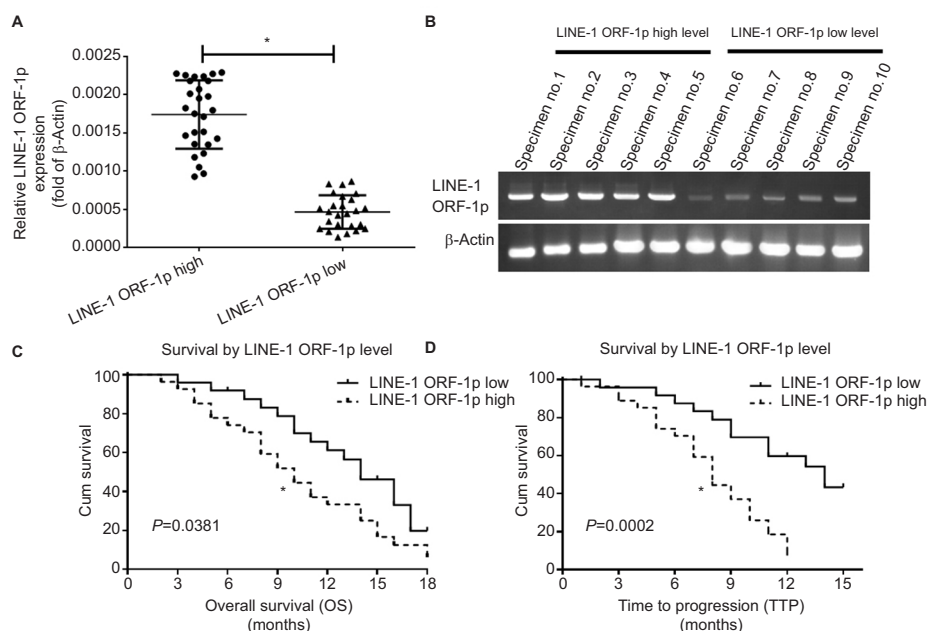 A
Relative LINE-1 ORF-1p
expression
(fold of β-Actin)
0.0025
0.0020
0.0015
0.0010
0.0005
0.0000
*
LINE-1 ORF-1p high
LINE-1 ORF-1p low
B
LINE-1 ORF-1p high level
LINE-1 ORF-1p low level
Specimen no.1
Specimen no.2
Specimen no.3
Specimen no.4
Specimen no.5
Specimen no.6
Specimen no.7
Specimen no.8
Specimen no.9
Specimen no.10
LINE-1
ORF-1p
β-Actin
C
Survival by LINE-1 ORF-1p level
LINE-1 ORF-1p low
LINE-1 ORF-1p high
Cum survival
100
80
60
40
20
0
*
P=0.0381
0 3 6 9 12 15 18
Overall survival (OS)
(months)
D
Survival by LINE-1 ORF-1p level
LINE-1 ORF-1p low
LINE-1 ORF-1p high
Cum survival
100
80
60
40
20
0
*
P=0.0002
0 3 6 9 12 15
Time to progression (TTP)
(months)